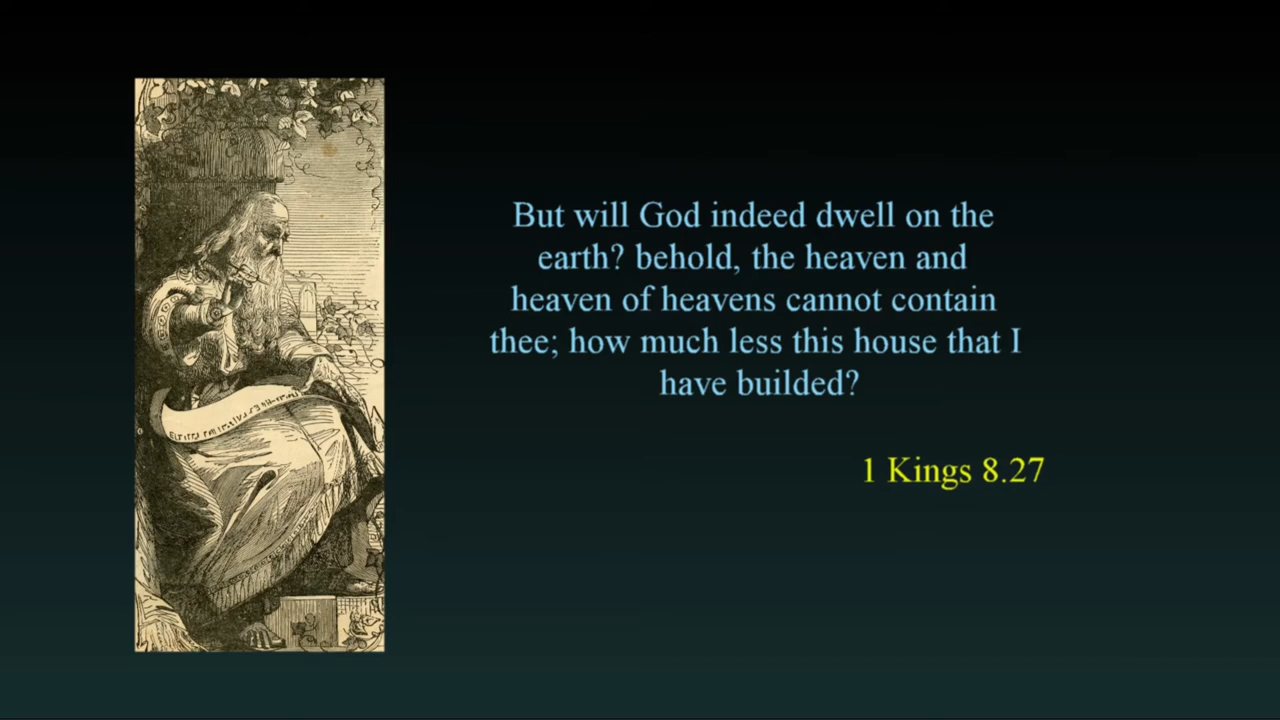 But will God indeed dwell on the
earth? behold, the heaven and
heaven of heavens cannot contain
thee; how much less this house that I
have builded?
1 Kings 8.27